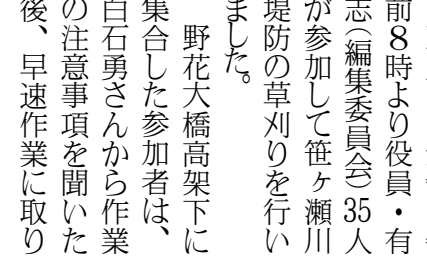 前８時より役員・有
志（編集委員会）35人
が参加して笹ヶ瀬川
堤防の草刈りを行い
ました。
野花大橋高架下に
集合した参加者は、
白石勇さんから作業
の注意事項を聞いた
後、早速作業に取り